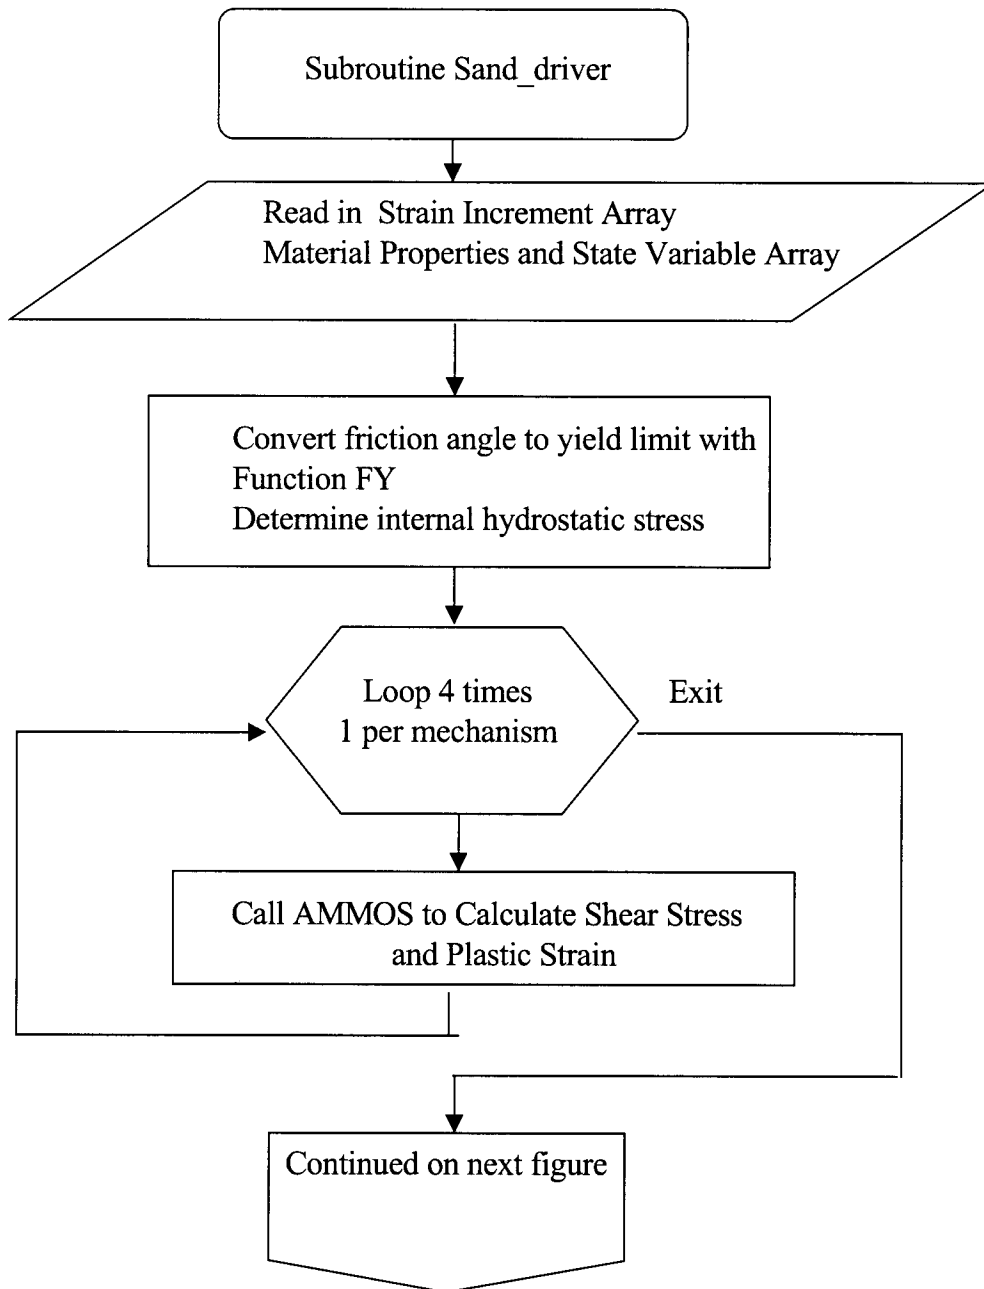 Subroutine Sand_driver
Read in  Strain Increment Array
Material Properties and State Variable Array
Convert friction angle to yield limit with
Function FY
Determine internal hydrostatic stress
Loop 4 times
1 per mechanism
Exit
Call AMMOS to Calculate Shear Stress
and Plastic Strain
Continued on next figure